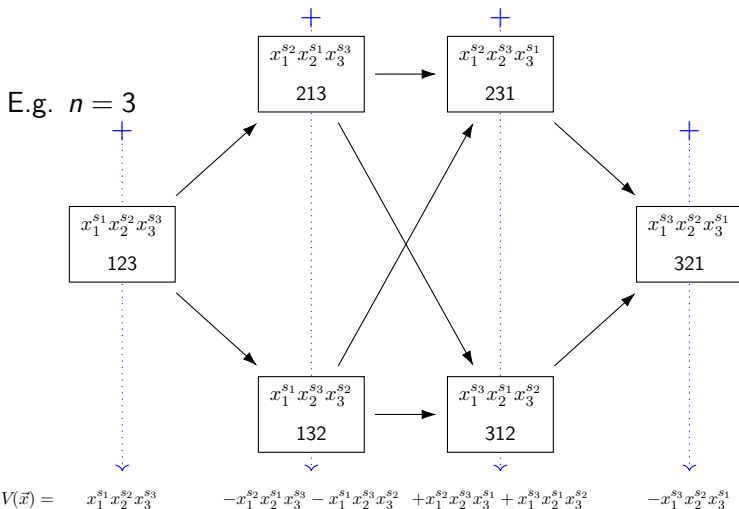 + +
$x_1^{s_2} x_2^{s_1} x_3^{s_3}$ $x_1^{s_2} x_2^{s_3} x_3^{s_1}$
213 231
E.g. $n = 3$
+ +
$x_1^{s_1} x_2^{s_2} x_3^{s_3}$ $x_1^{s_3} x_2^{s_2} x_3^{s_1}$
123 321
$x_1^{s_1} x_2^{s_3} x_3^{s_2}$ $x_1^{s_3} x_2^{s_1} x_3^{s_2}$
132 312
$V(\vec{x}) = x_1^{s_1} x_2^{s_2} x_3^{s_3} - x_1^{s_2} x_2^{s_1} x_3^{s_3} - x_1^{s_1} x_2^{s_3} x_3^{s_2} + x_1^{s_2} x_2^{s_3} x_3^{s_1} + x_1^{s_3} x_2^{s_1} x_3^{s_2} - x_1^{s_3} x_2^{s_2} x_3^{s_1}$